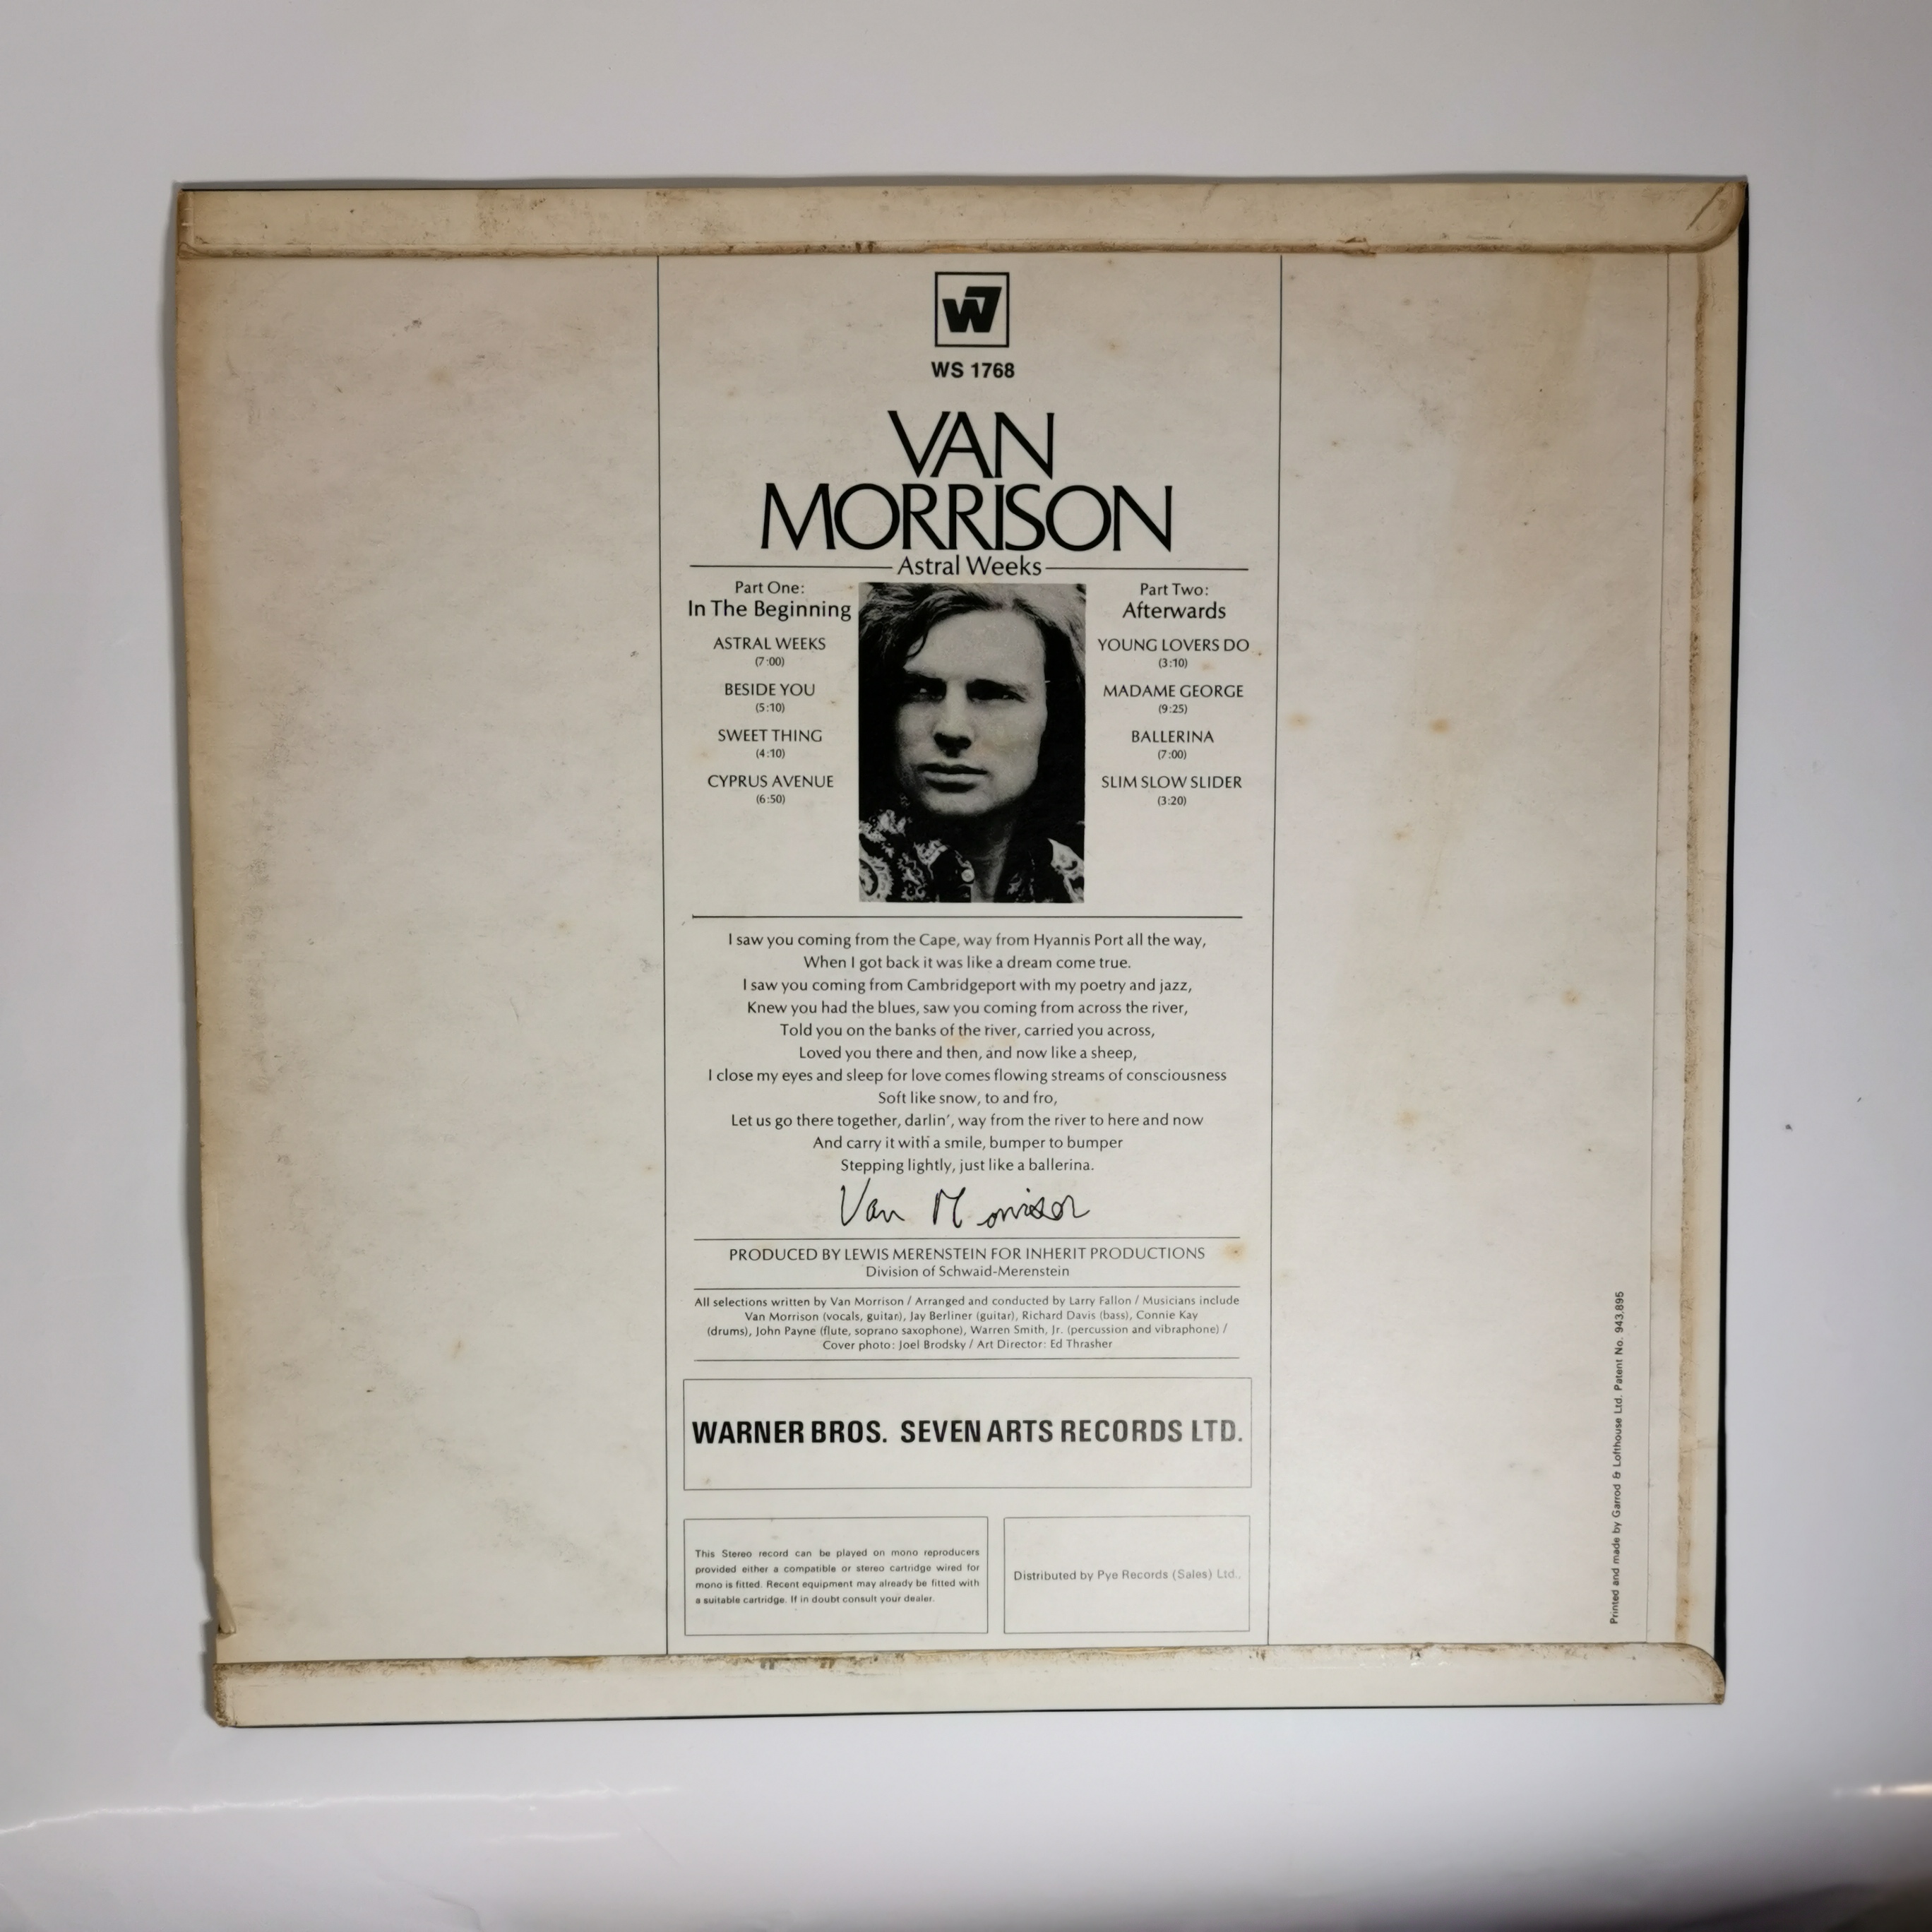 W7
WS 1768
VAN
MORRISON
Astral Weeks
Part One:
In The Beginning
ASTRAL WEEKS
(7:00)
BESIDE YOU
(5:10)
SWEET THING
(4:10)
CYPRUS AVENUE
(6:50)
Part Two:
Afterwards
YOUNG LOVERS DO
(3:10)
MADAME GEORGE
(9:25)
BALLERINA
(7:00)
SLIM SLOW SLIDER
(3:20)
I saw you coming from the Cape, way from Hyannis Port all the way,
When I got back it was like a dream come true.
I saw you coming from Cambridgeport with my poetry and jazz,
Knew you had the blues, saw you coming from across the river,
Told you on the banks of the river, carried you across,
Loved you there and then, and now like a sheep,
I close my eyes and sleep for love comes flowing streams of consciousness
Soft like snow, to and fro,
Let us go there together, darlin', way from the river to here and now
And carry it with a smile, bumper to bumper
Stepping lightly, just like a ballerina.
Van Morrison
PRODUCED BY LEWIS MERENSTEIN FOR INHERIT PRODUCTIONS
Division of Schwaid-Merenstein
All selections written by Van Morrison / Arranged and conducted by Larry Fallon / Musicians include
Van Morrison (vocals, guitar), Jay Berliner (guitar), Richard Davis (bass), Connie Kay
(drums), John Payne (flute, soprano saxophone), Warren Smith, Jr. (percussion and vibraphone) /
Cover photo: Joel Brodsky / Art Director: Ed Thrasher
WARNER BROS. SEVEN ARTS RECORDS LTD.
This Stereo record can be played on mono reproducers
provided either a compatible or stereo cartridge wired for
mono is fitted. Recent equipment may already be fitted with
a suitable cartridge. If in doubt consult your dealer.
Distributed by Pye Records (Sales) Ltd.
Printed and made by Garrod & Lofthouse Ltd. Patent No. 943,895